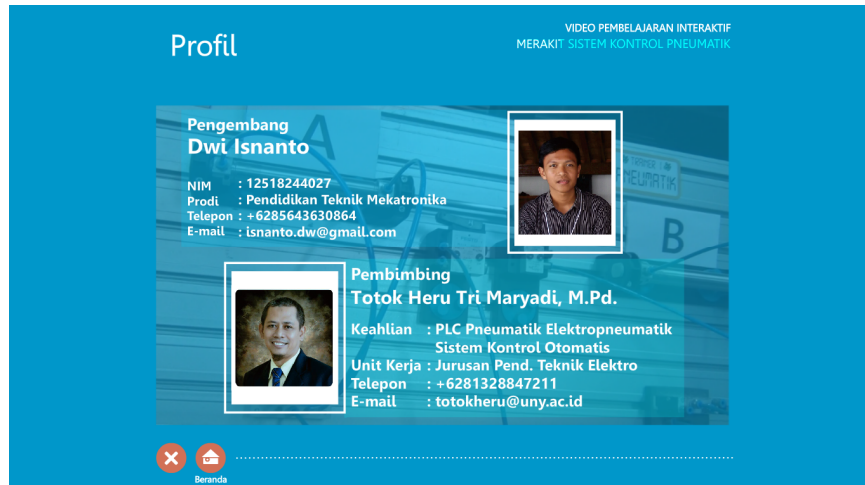 Profil
VIDEO PEMBELAJARAN INTERAKTIF
MERAKIT SISTEM KONTROL PNEUMATIK
Pengembang
Dwi Isnanto
NIM : 12518244027
Prodi : Pendidikan Teknik Mekatronika
Telepon : +6285643630864
E-mail : isnanto.dw@gmail.com
A
TRAINER
B
Pembimbing
Totok Heru Tri Maryadi, M.Pd.
Keahlian : PLC Pneumatik Elektropneumatik
Sistem Kontrol Otomatis
Unit Kerja : Jurusan Pend. Teknik Elektro
Telepon : +6281328847211
E-mail : totokheru@uny.ac.id
Beranda